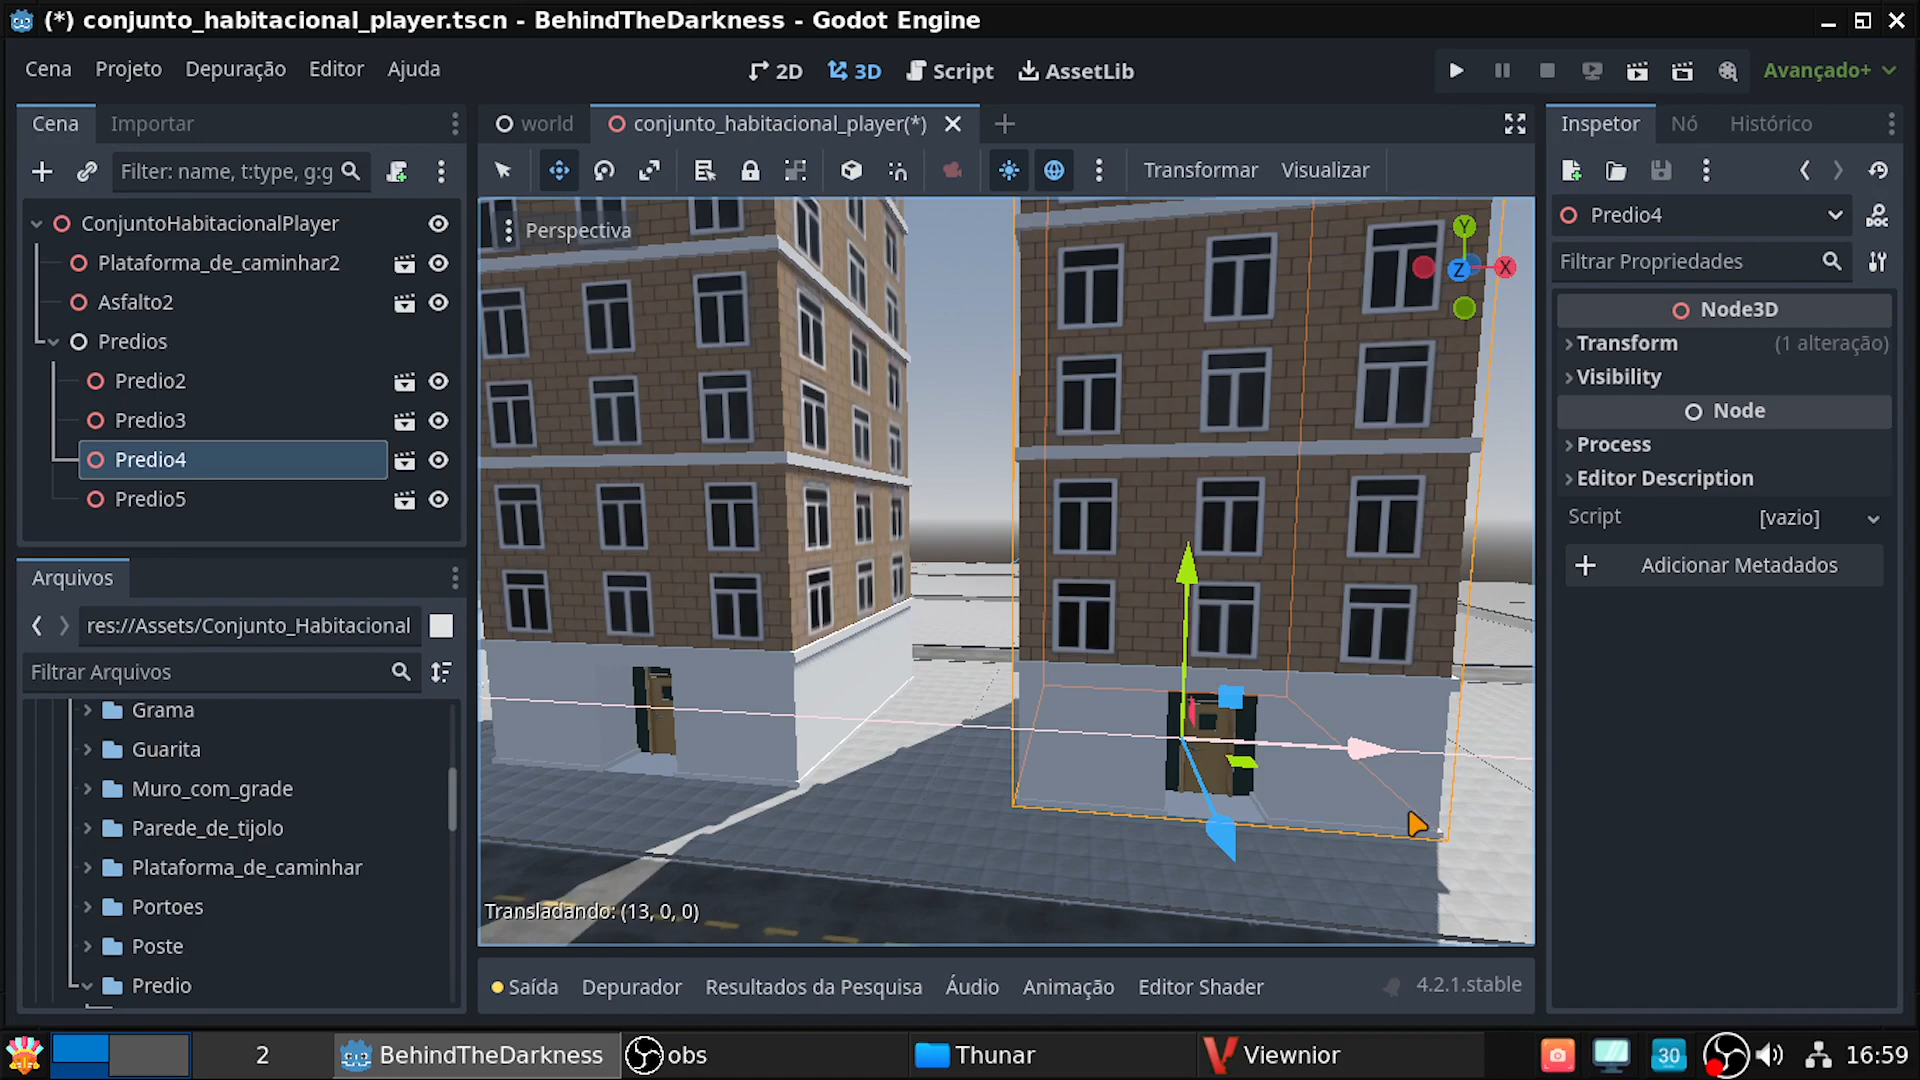 (*) conjunto_habitacional_player.tscn - BehindTheDarkness - Godot Engine
Cena Projeto Depuração Editor Ajuda
2D 3D Script AssetLib
Avançado+
Cena Importar
world conjunto_habitacional_player(*)
Inspetor Nó Histórico
Filter: name, t:type, g:g
Transformar Visualizar
ConjuntoHabitacionalPlayer
Plataforma_de_caminhar2
Asfalto2
Predios
Predio2
Predio3
Predio4
Predio5
Arquivos
res://Assets/Conjunto_Habitacional
Filtrar Arquivos
Grama
Guarita
Muro_com_grade
Parede_de_tijolo
Plataforma_de_caminhar
Portoes
Poste
Predio
Perspectiva
Y
Z X
Transladando: (13, 0, 0)
Saída Depurador Resultados da Pesquisa Áudio Animação Editor Shader 4.2.1.stable
Predio4
DOC
Filtrar Propriedades
Node3D
Transform (1 alteração)
Visibility
Node
Process
Editor Description
Script [vazio]
Adicionar Metadados
2 BehindTheDarkness obs Thunar Viewnior 30 16:59